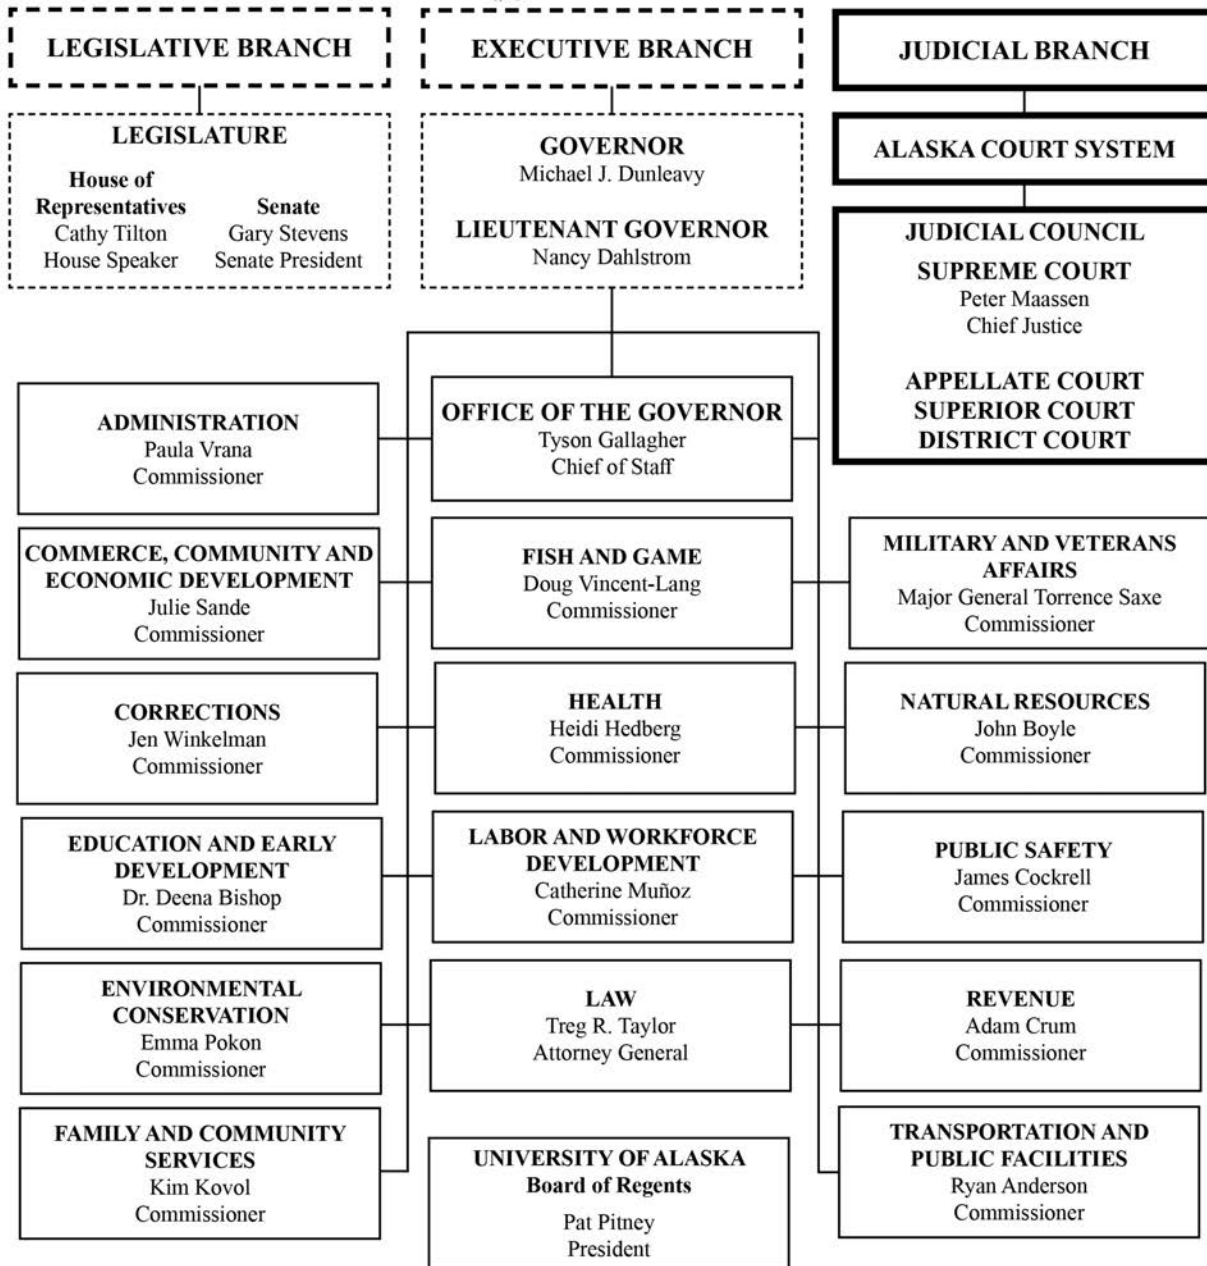 LEGISLATIVE BRANCH
LEGISLATURE
House of
Representatives
Cathy Tilton
House Speaker
Senate
Gary Stevens
Senate President
EXECUTIVE BRANCH
GOVERNOR
Michael J. Dunleavy
LIEUTENANT GOVERNOR
Nancy Dahlstrom
JUDICIAL BRANCH
ALASKA COURT SYSTEM
JUDICIAL COUNCIL
SUPREME COURT
Peter Maassen
Chief Justice
APPELLATE COURT
SUPERIOR COURT
DISTRICT COURT
ADMINISTRATION
Paula Vrana
Commissioner
OFFICE OF THE GOVERNOR
Tyson Gallagher
Chief of Staff
COMMERCE, COMMUNITY AND
ECONOMIC DEVELOPMENT
Julie Sande
Commissioner
FISH AND GAME
Doug Vincent-Lang
Commissioner
MILITARY AND VETERANS
AFFAIRS
Major General Torrence Saxe
Commissioner
CORRECTIONS
Jen Winkelman
Commissioner
HEALTH
Heidi Hedberg
Commissioner
NATURAL RESOURCES
John Boyle
Commissioner
EDUCATION AND EARLY
DEVELOPMENT
Dr. Deena Bishop
Commissioner
LABOR AND WORKFORCE
DEVELOPMENT
Catherine Muñoz
Commissioner
PUBLIC SAFETY
James Cockrell
Commissioner
ENVIRONMENTAL
CONSERVATION
Emma Pokon
Commissioner
LAW
Treg R. Taylor
Attorney General
REVENUE
Adam Crum
Commissioner
FAMILY AND COMMUNITY
SERVICES
Kim Kovol
Commissioner
UNIVERSITY OF ALASKA
Board of Regents
Pat Pitney
President
TRANSPORTATION AND
PUBLIC FACILITIES
Ryan Anderson
Commissioner